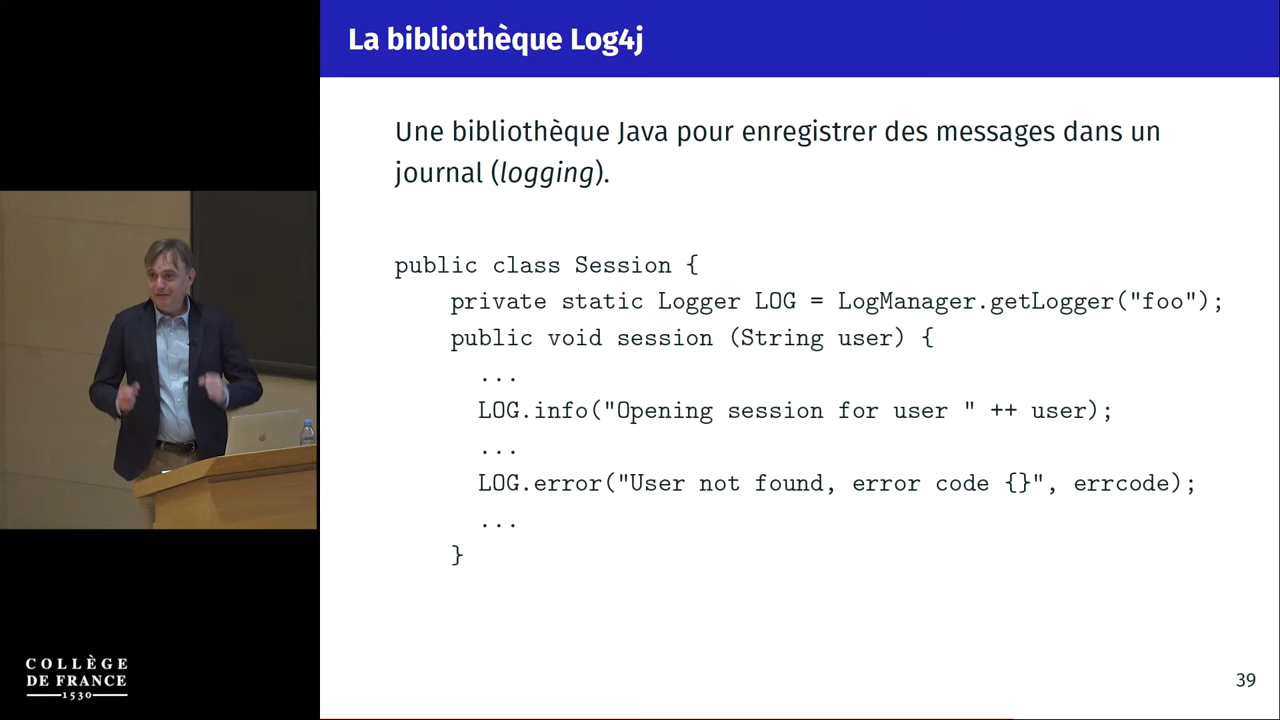 La bibliothèque Log4j
Une bibliothèque Java pour enregistrer des messages dans un
journal (logging).
public class Session {
private static Logger LOG = LogManager.getLogger("foo");
public void session (String user) {
...
LOG.info("Opening session for user " ++ user);
...
LOG.error("User not found, error code {}", errcode);
...
}
COLLÈGE
DE FRANCE
1530
39